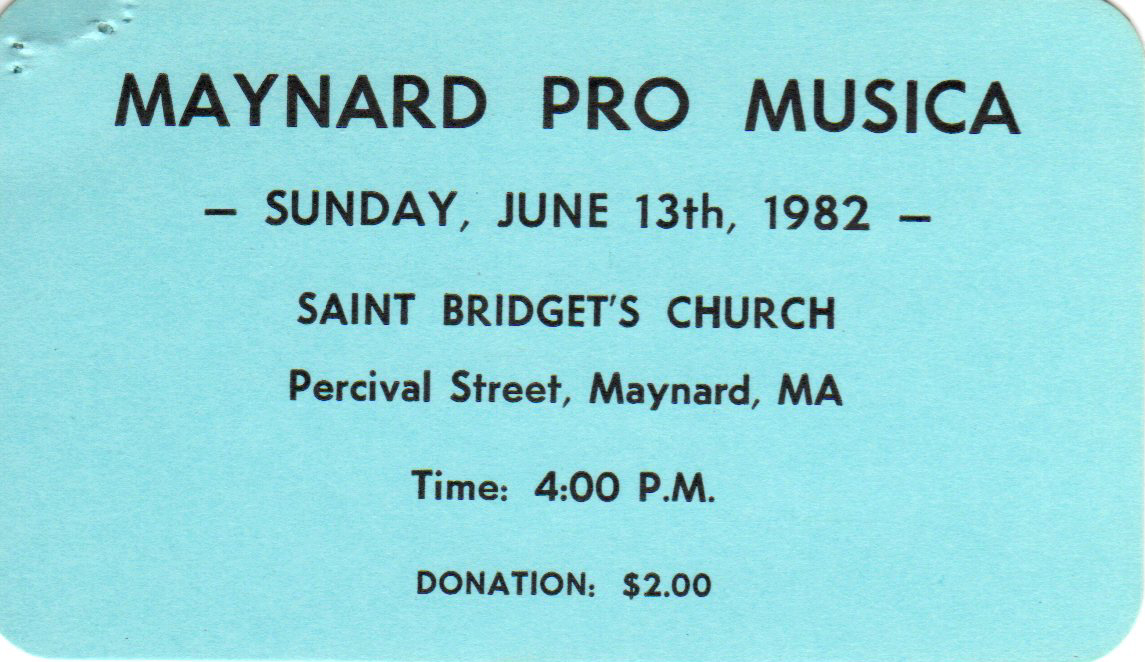 MAYNARD PRO MUSICA
– SUNDAY, JUNE 13th, 1982 –
SAINT BRIDGET'S CHURCH
Percival Street, Maynard, MA
Time: 4:00 P.M.
DONATION: $2.00